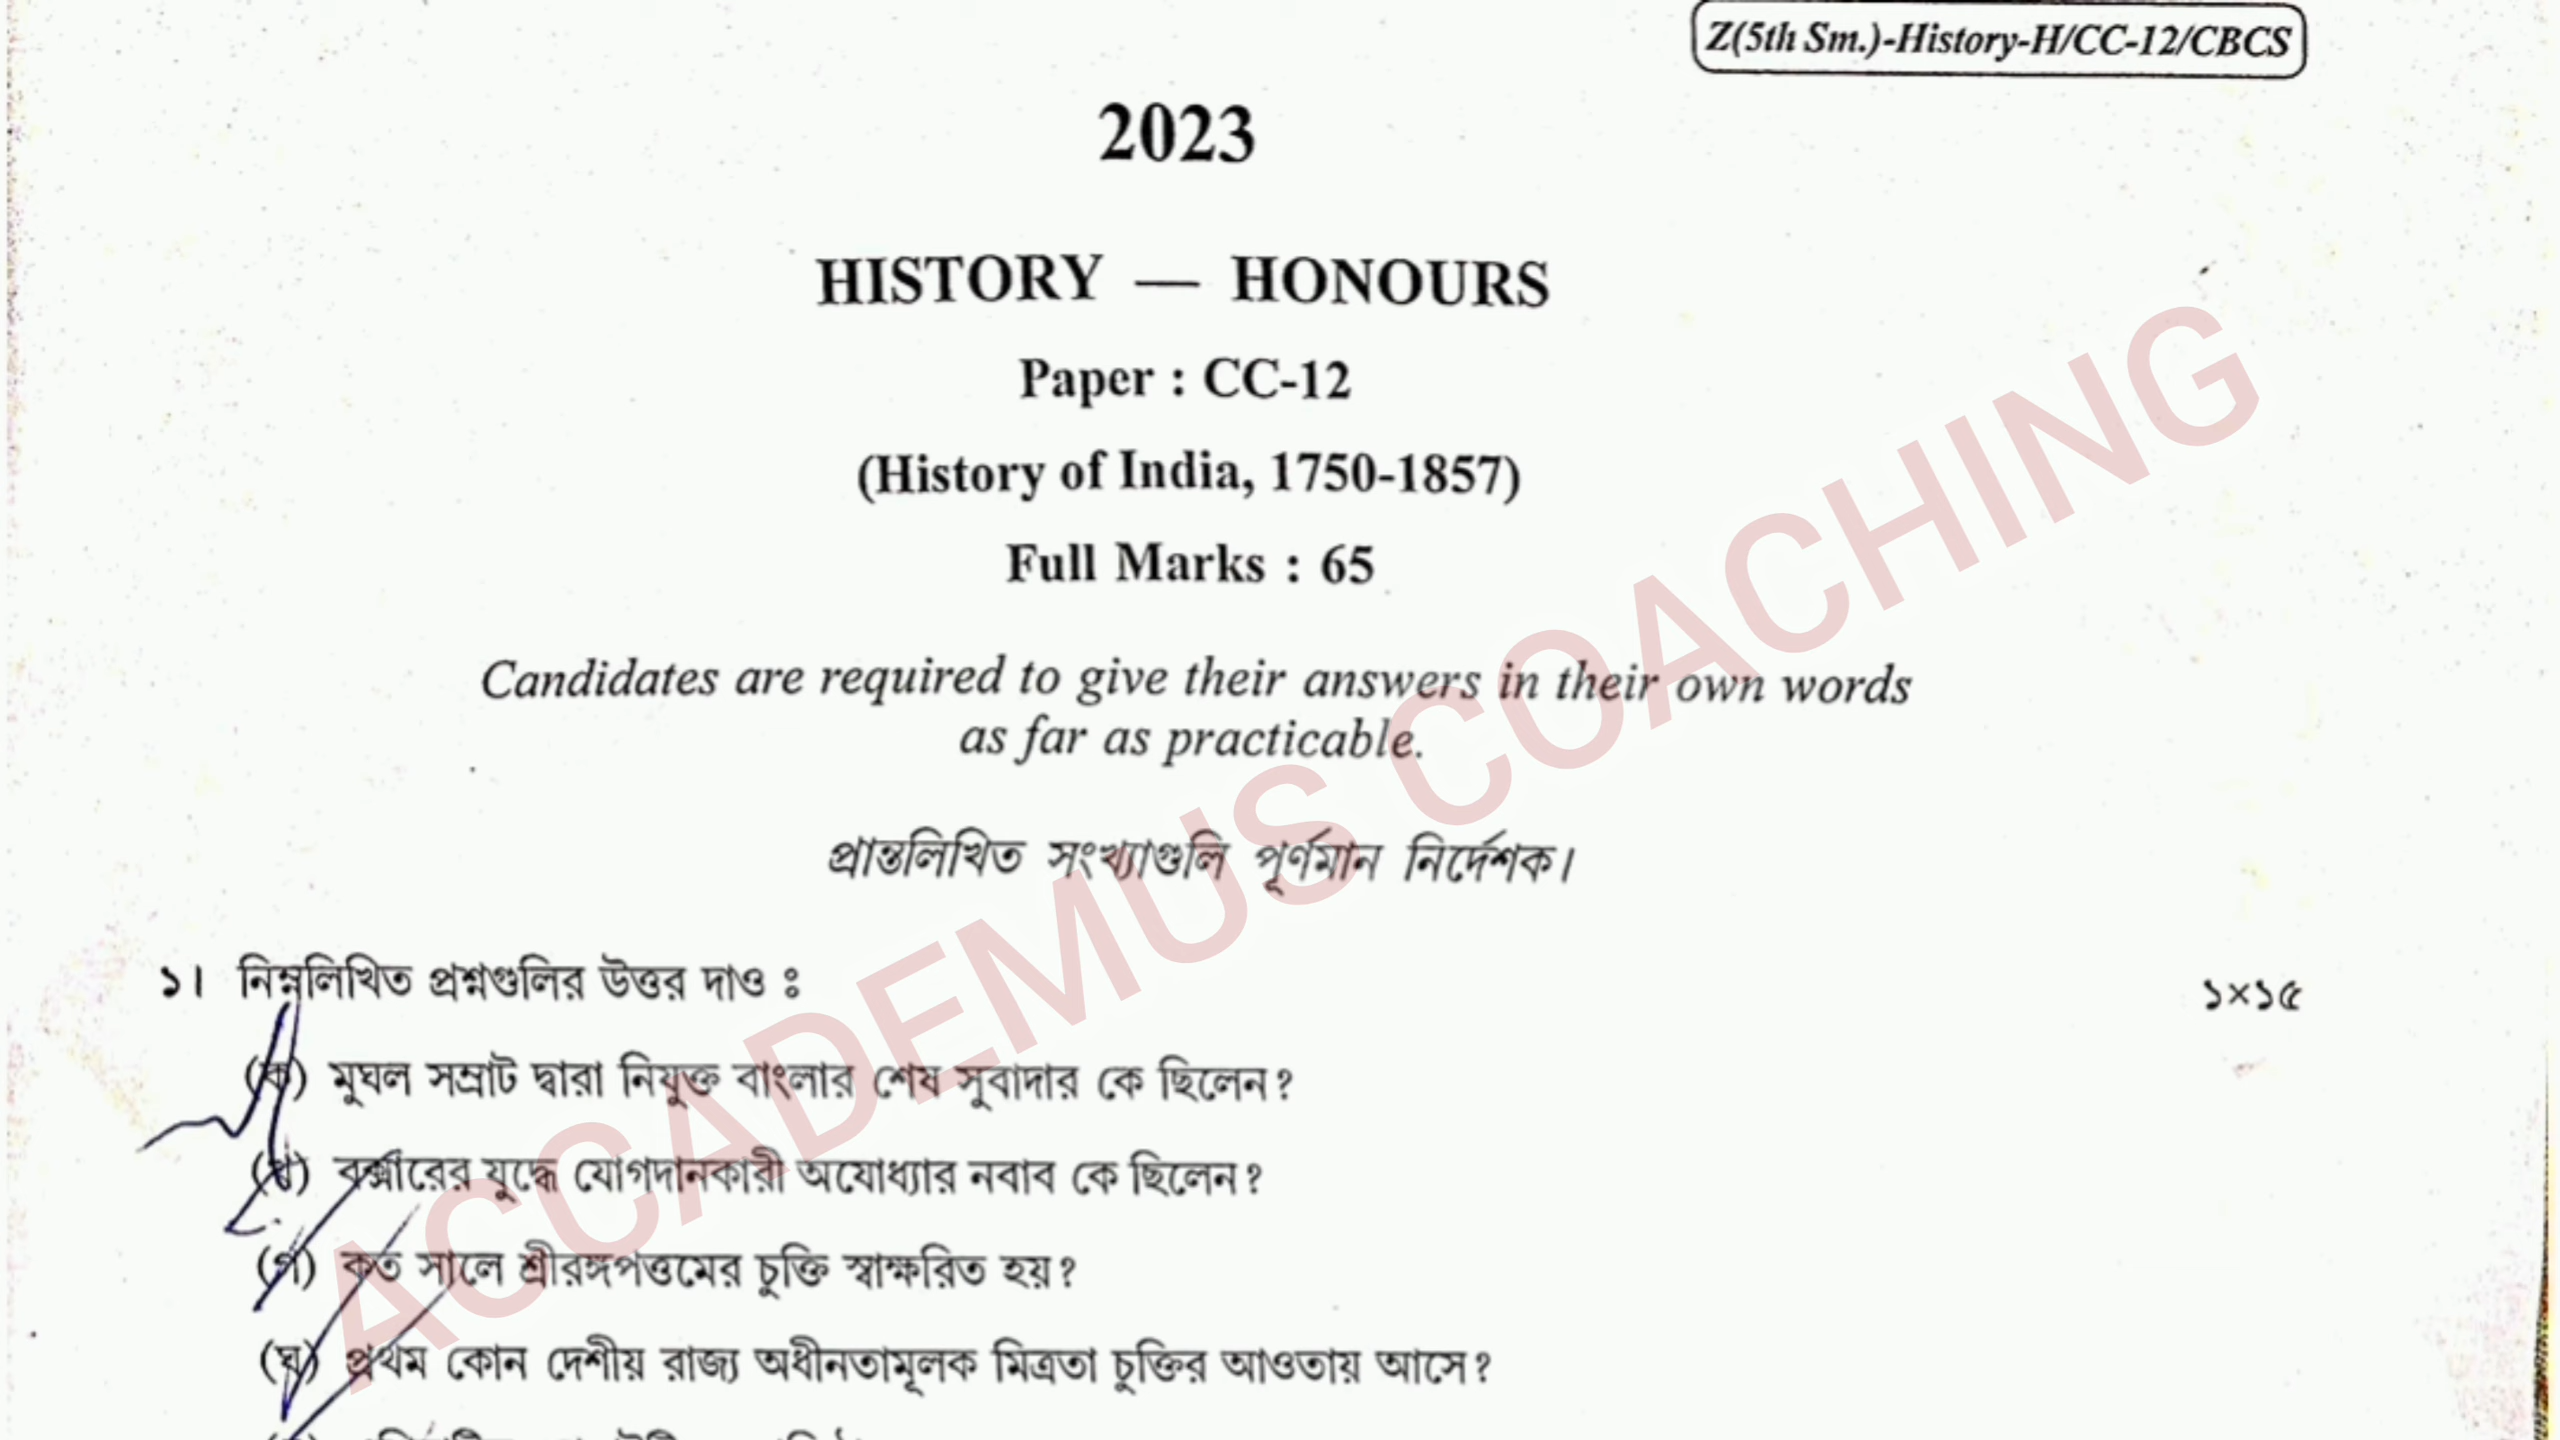 Z(5th Sm.)-History-H/CC-12/CBCS
2023
HISTORY — HONOURS
Paper : CC-12
(History of India, 1750-1857)
Full Marks : 65
Candidates are required to give their answers in their own words
as far as practicable.
প্রান্তলিখিত সংখ্যাগুলি পূর্ণমান নির্দেশক।
১। নিম্নলিখিত প্রশ্নগুলির উত্তর দাও ঃ ১×১৫
(ক) মুঘল সম্রাট দ্বারা নিযুক্ত বাংলার শেষ সুবাদার কে ছিলেন?
(খ) বক্সারের যুদ্ধে যোগদানকারী অযোধ্যার নবাব কে ছিলেন?
(গ) কত সালে শ্রীরঙ্গপত্তমের চুক্তি স্বাক্ষরিত হয়?
(ঘ) প্রথম কোন দেশীয় রাজ্য অধীনতামূলক মিত্রতা চুক্তির আওতায় আসে?
ACCADEMUS COACHING